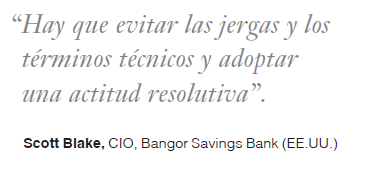 “Hay que evitar las jergas y los
términos técnicos y adoptar
una actitud resolutiva”.
Scott Blake, CIO, Bangor Savings Bank (EE.UU.)